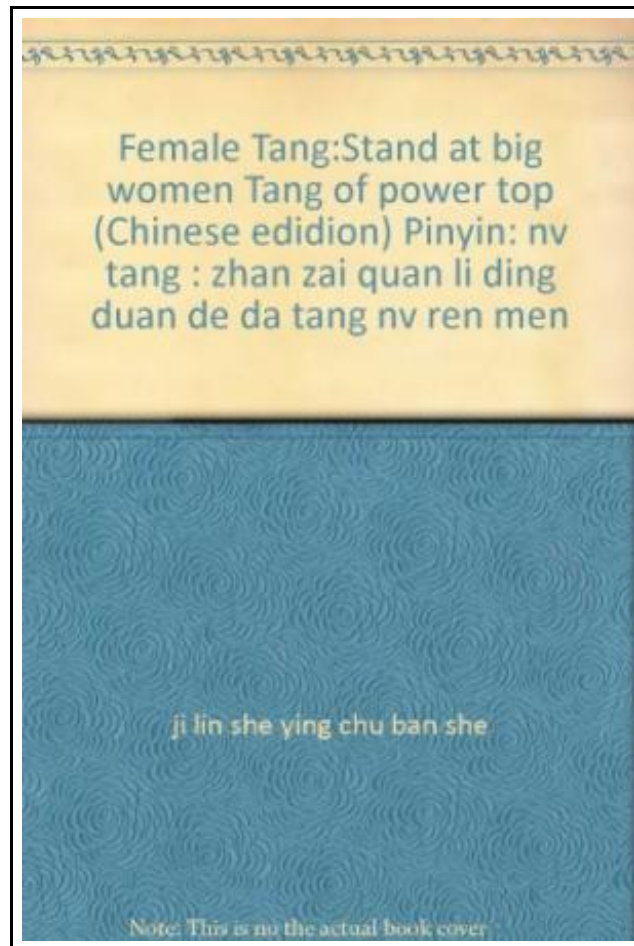 Female Tang:Stand at big
women Tang of power top
(Chinese edidion) Pinyin: nv
tang : zhan zai quan li ding
duan de da tang nv ren men
ji lin she ying chu ban she
Note: This is no the actual book cover